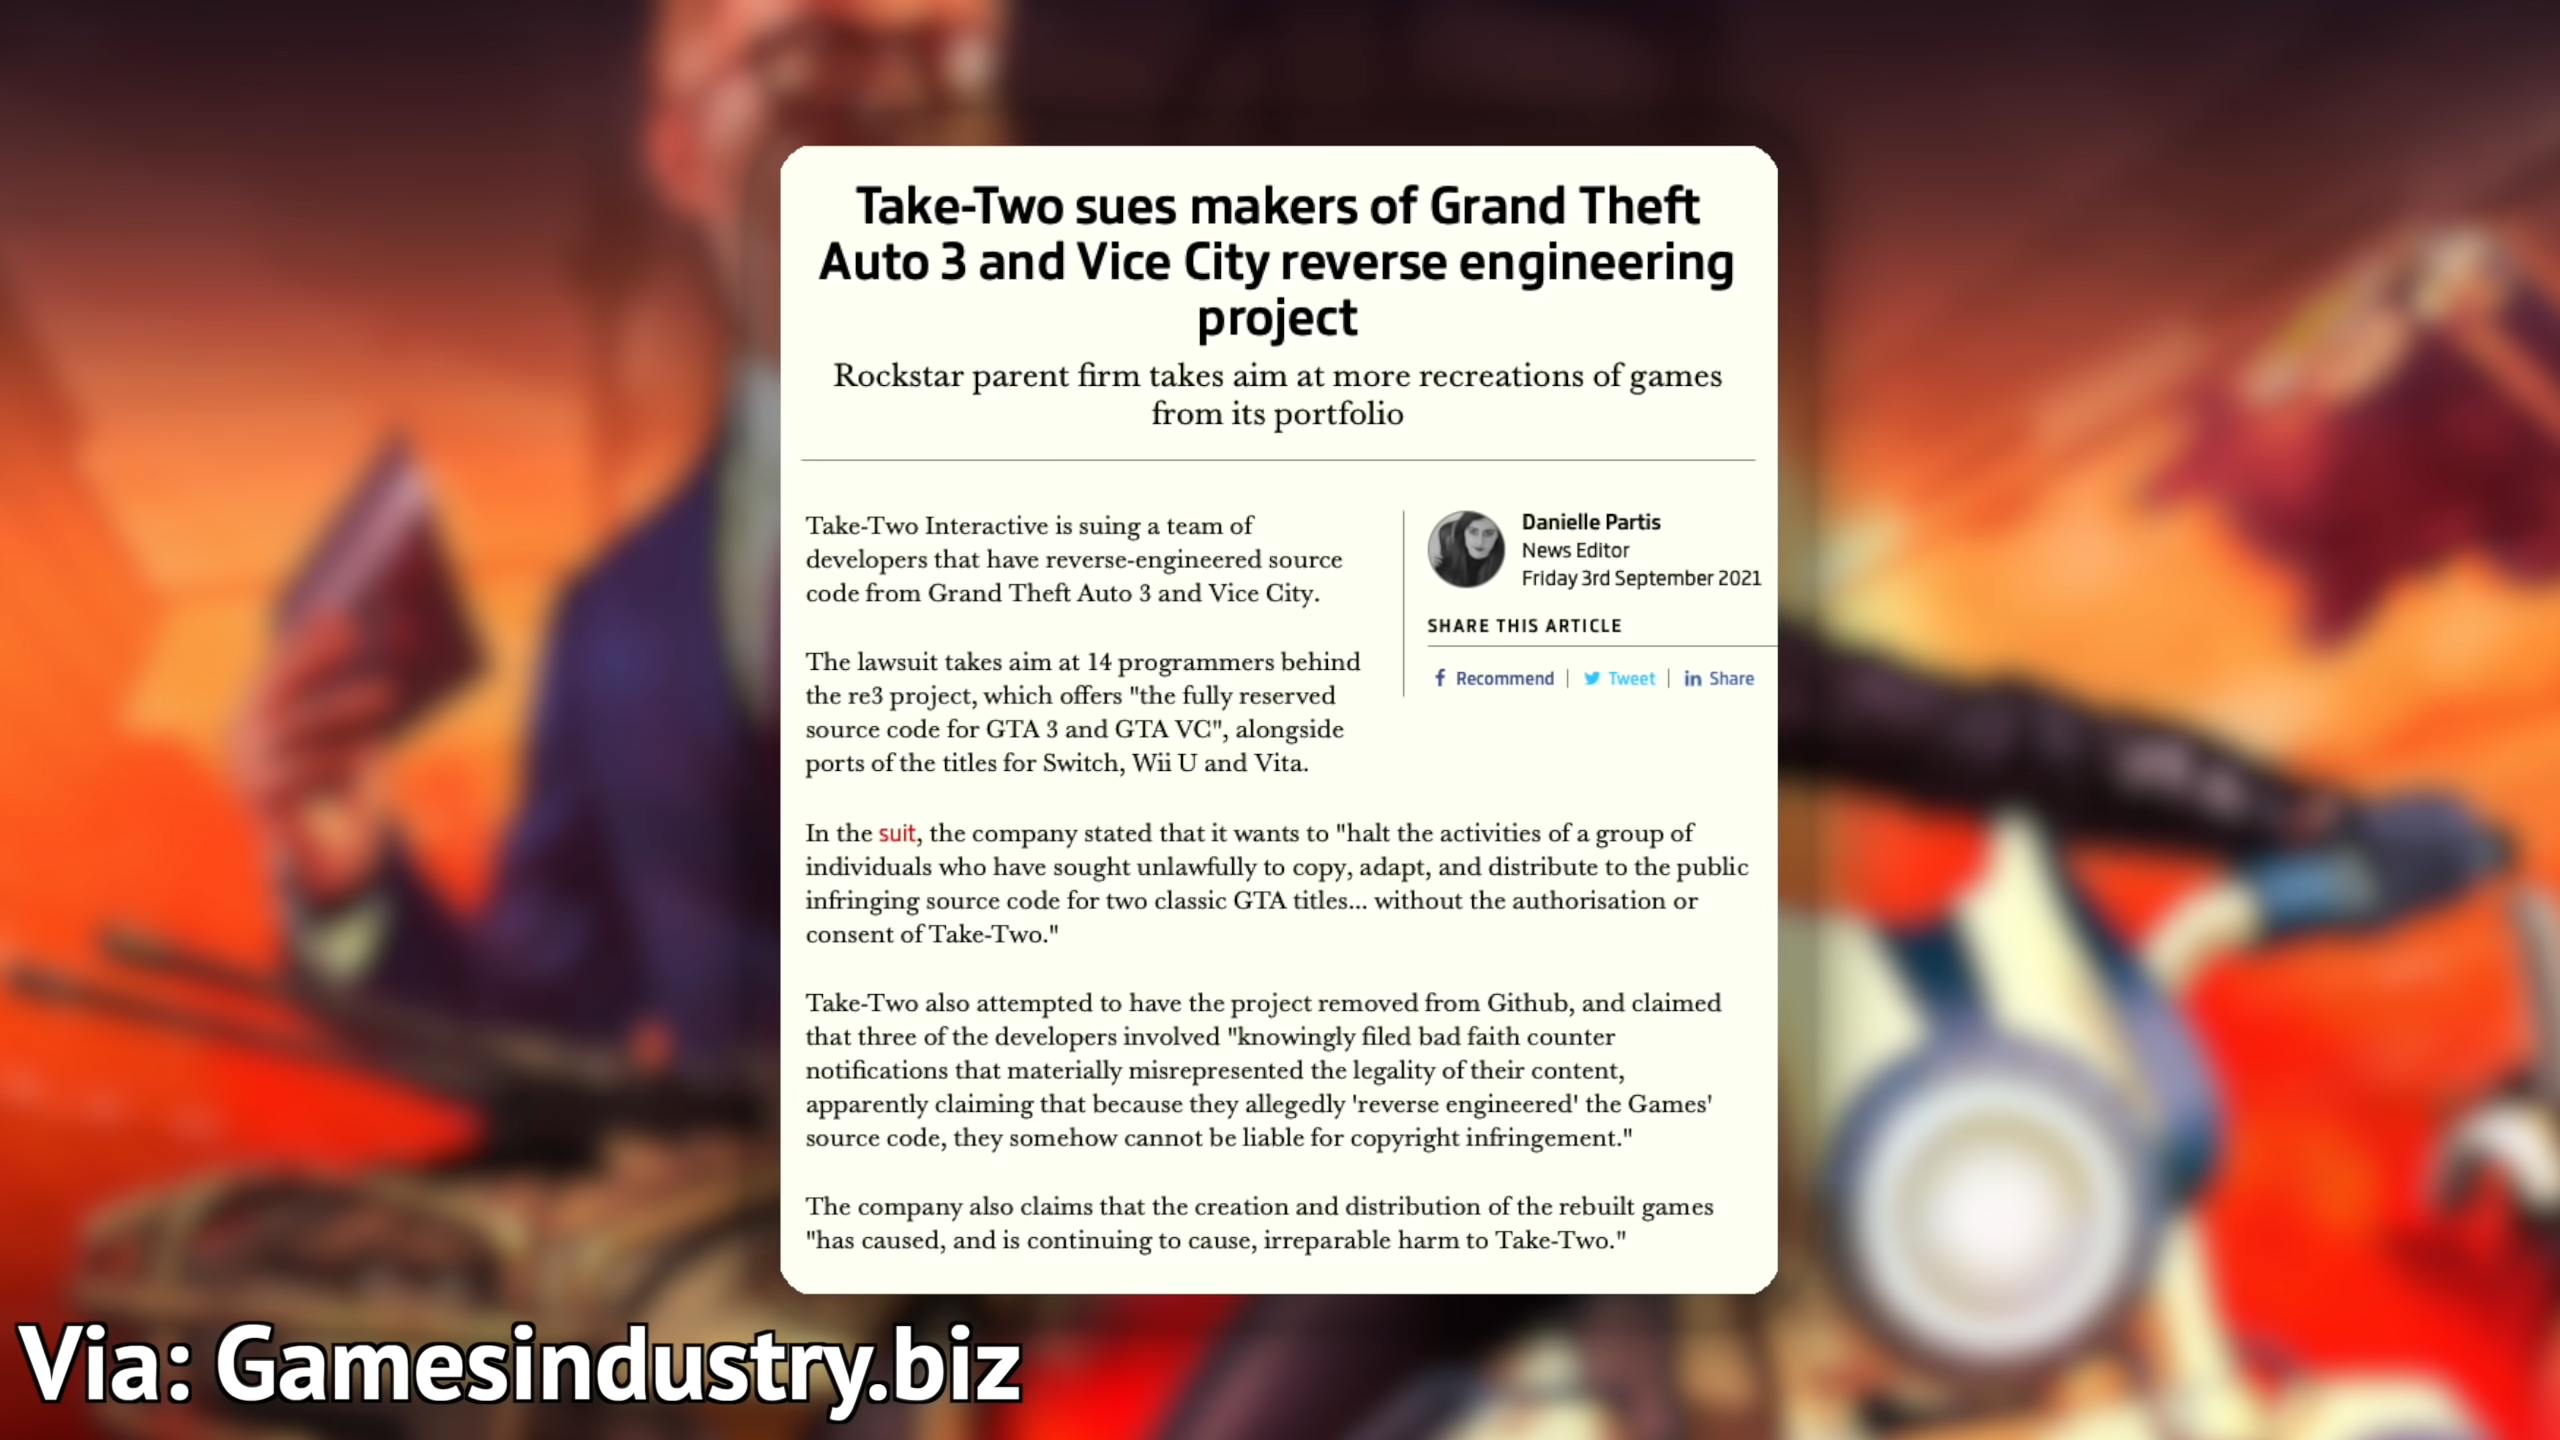 Take-Two sues makers of Grand Theft
Auto 3 and Vice City reverse engineering
project
Rockstar parent firm takes aim at more recreations of games
from its portfolio
Take-Two Interactive is suing a team of
developers that have reverse-engineered source
code from Grand Theft Auto 3 and Vice City.
The lawsuit takes aim at 14 programmers behind
the re3 project, which offers "the fully reserved
source code for GTA 3 and GTA VC", alongside
ports of the titles for Switch, Wii U and Vita.
Danielle Partis
News Editor
Friday 3rd September 2021
SHARE THIS ARTICLE
Recommend | Tweet | in Share
In the suit, the company stated that it wants to "halt the activities of a group of
individuals who have sought unlawfully to copy, adapt, and distribute to the public
infringing source code for two classic GTA titles... without the authorisation or
consent of Take-Two."
Take-Two also attempted to have the project removed from Github, and claimed
that three of the developers involved "knowingly filed bad faith counter
notifications that materially misrepresented the legality of their content,
apparently claiming that because they allegedly 'reverse engineered' the Games'
source code, they somehow cannot be liable for copyright infringement."
The company also claims that the creation and distribution of the rebuilt games
"has caused, and is continuing to cause, irreparable harm to Take-Two."
Via: Gamesindustry.biz